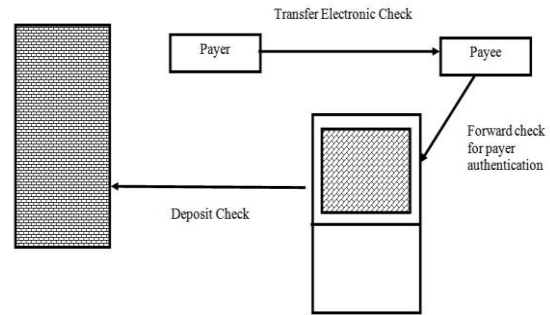 Transfer Electronic Check
Payer
Payee
Forward check
for payer
authentication
Deposit Check